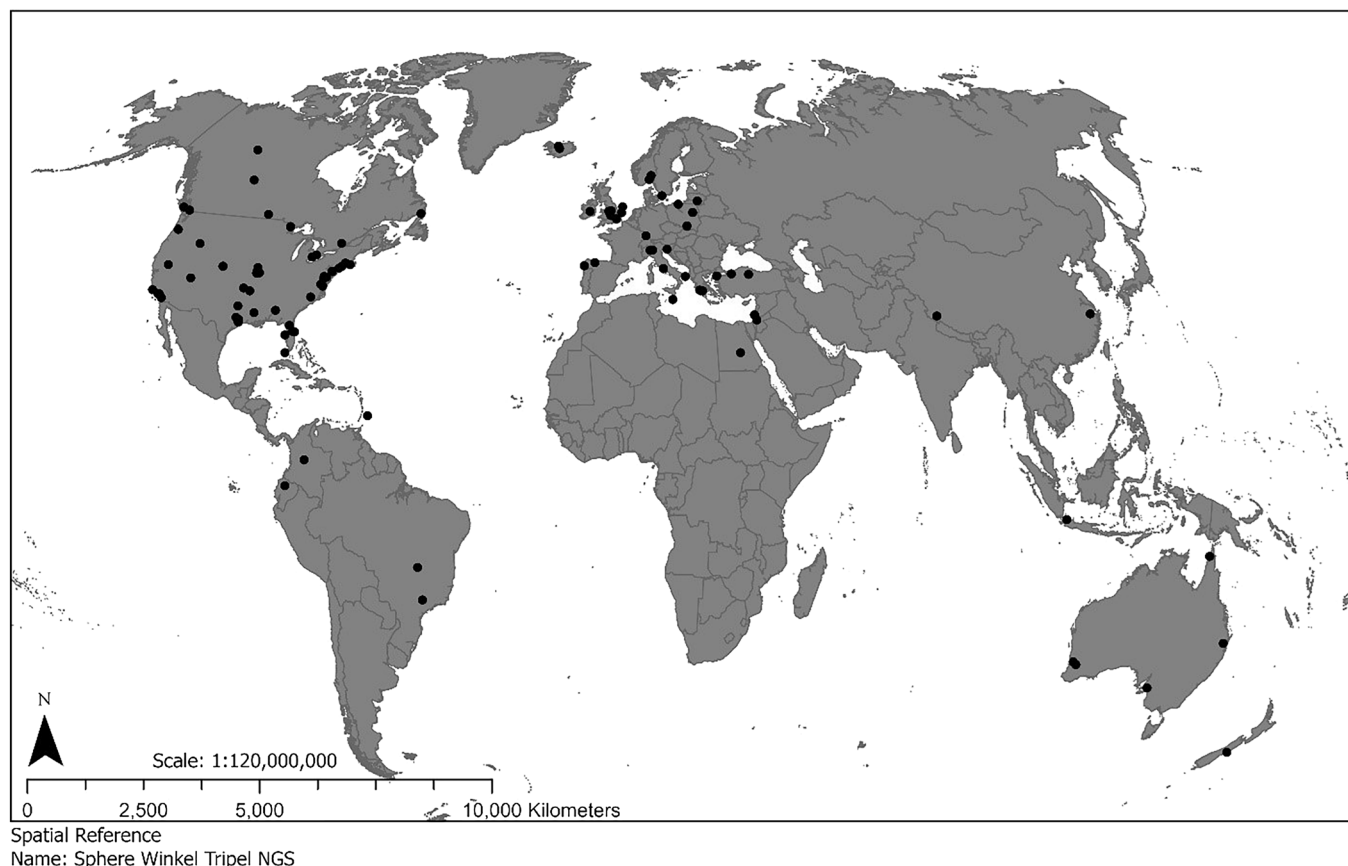 N
Scale: 1:120,000,000
0 2,500 5,000 10,000 Kilometers
Spatial Reference
Name: Sphere Winkel Tripel NGS